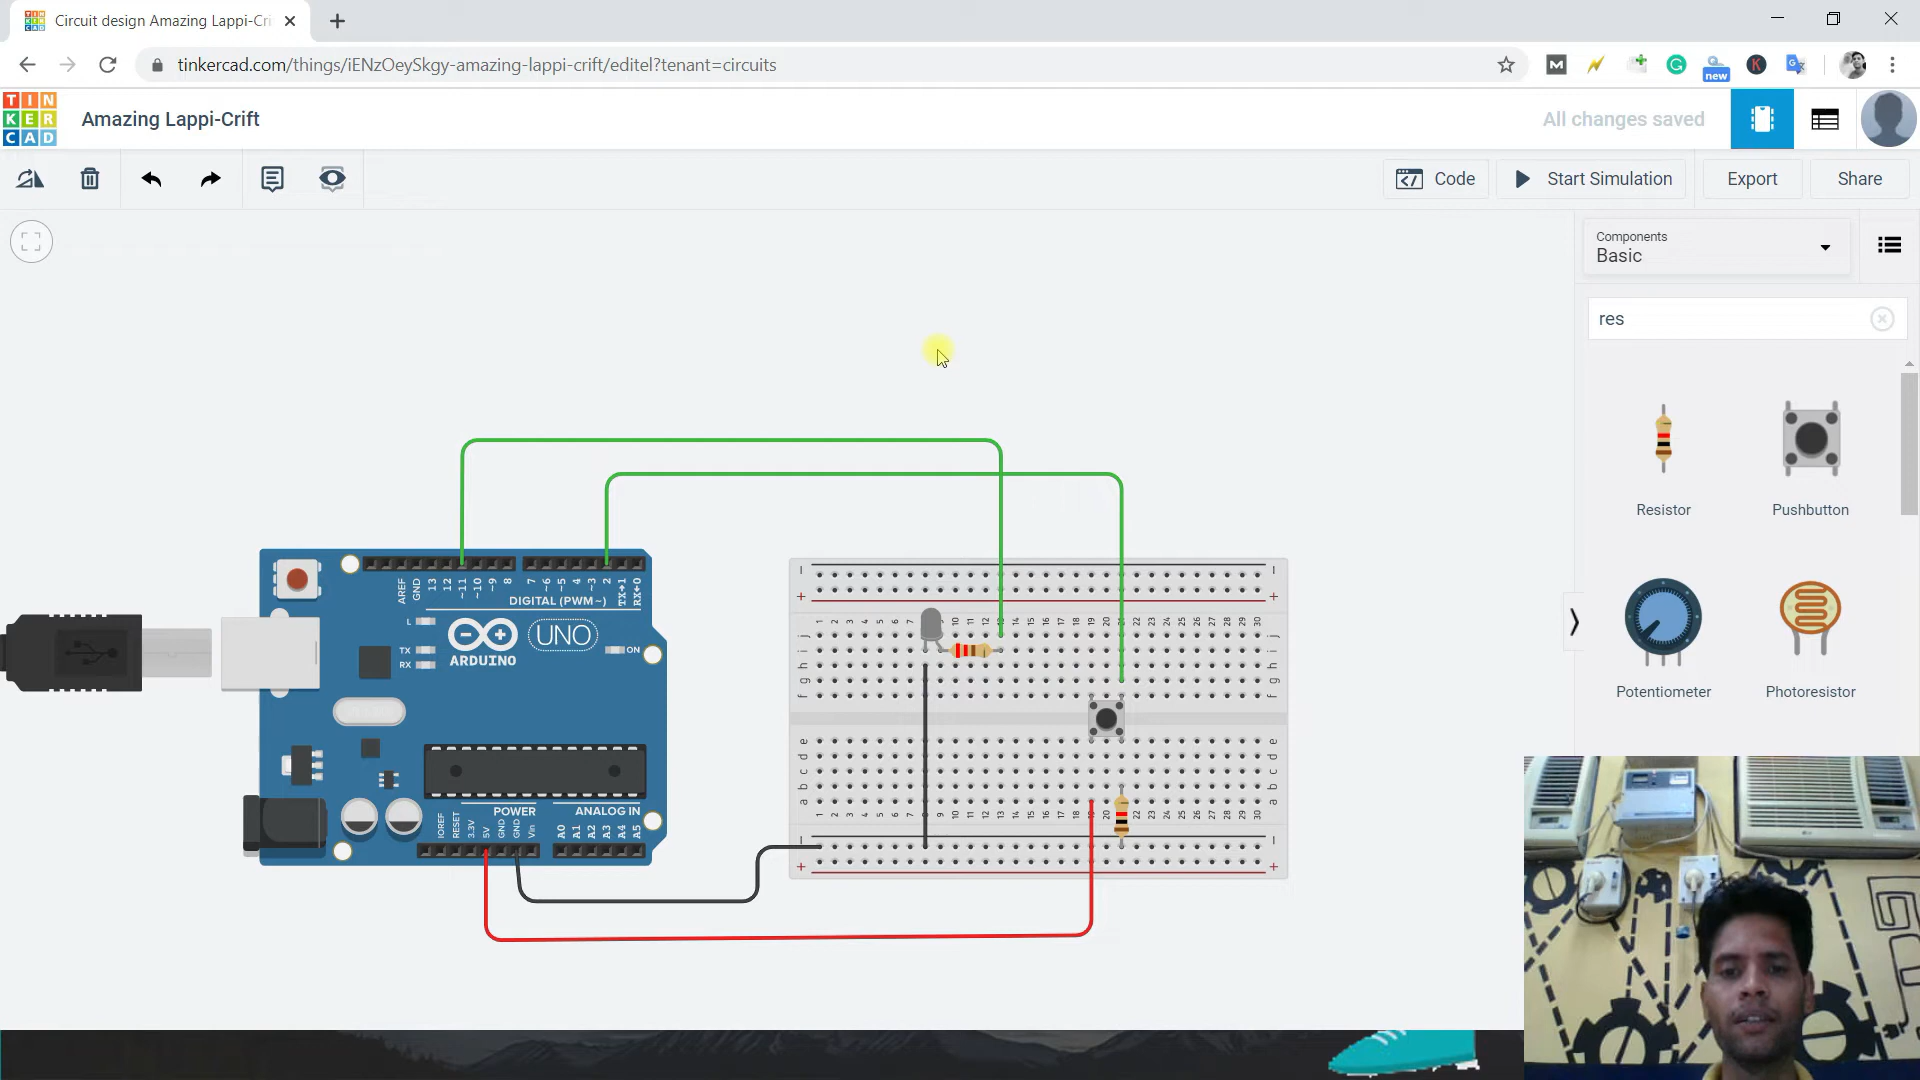 Circuit design Amazing Lappi-Cri
tinkercad.com/things/iENzOeySkgy-amazing-lappi-crift/editel?tenant=circuits
new
TIN
KER
CAD
Amazing Lappi-Crift
All changes saved
Code
Start Simulation
Export
Share
Components
Basic
res
Resistor
Pushbutton
Potentiometer
Photoresistor
AREF
GND
13
12
~11
~10
~9
8
7
~6
~5
~4
~3
2
TX→1
RX←0
DIGITAL (PWM~)
L
TX
RX
ARDUINO
UNO
ON
POWER
ANALOG IN
IOREF
RESET
3.3V
5V
GND
GND
Vin
A0
A1
A2
A3
A4
A5
j
i
h
g
f
e
d
c
b
a